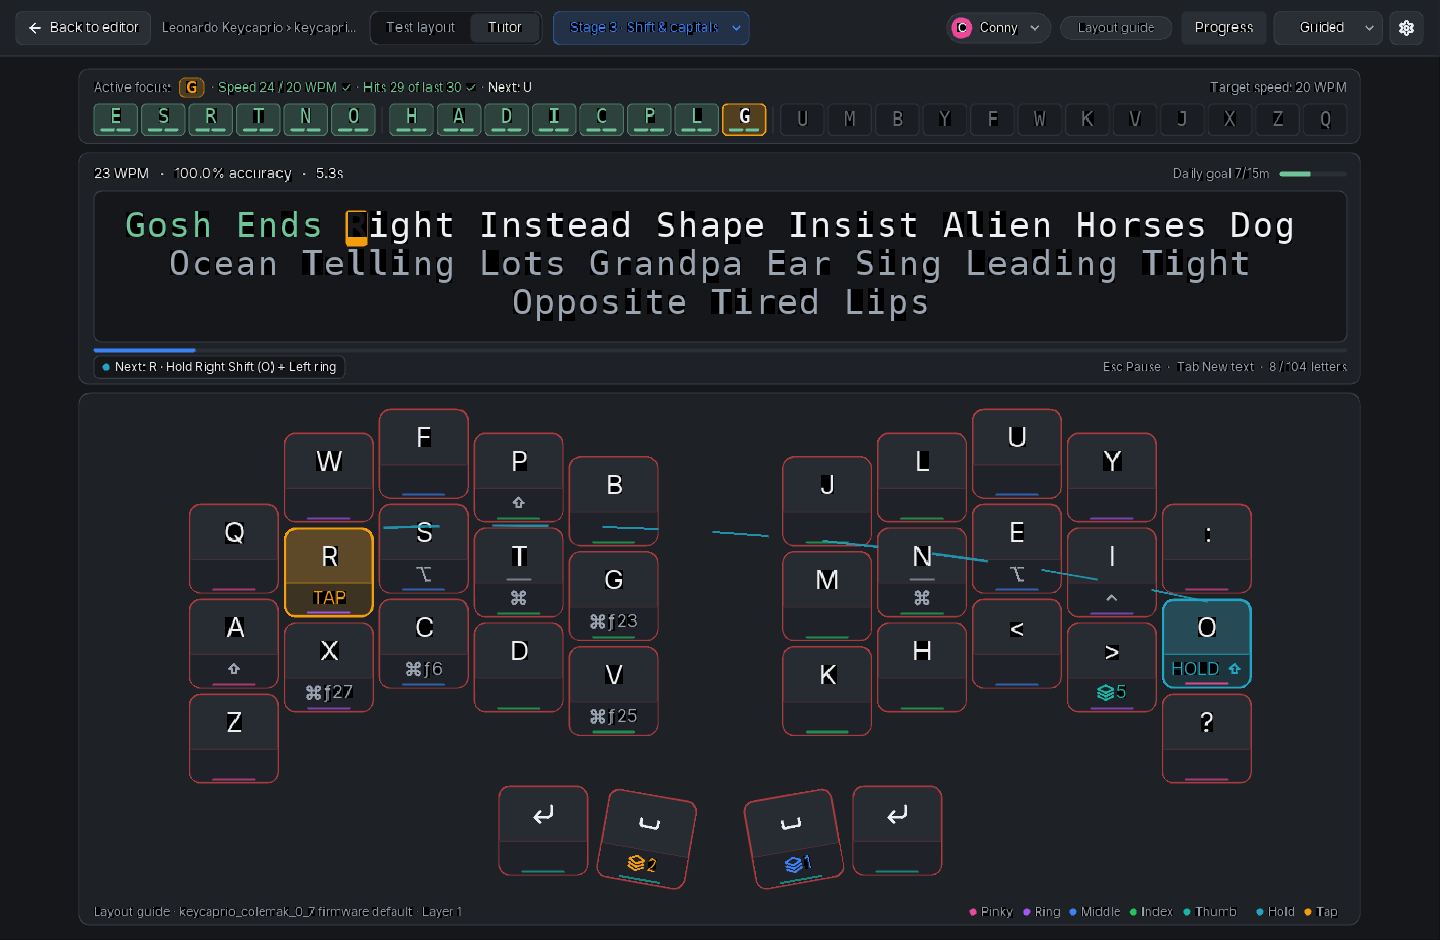 Back to editor Leonardo Keycaprio › keycapri... Test layout Tutor Stage 3 · Shift & capitals C Conny Layout guide Progress Guided
Active focus: G · Speed 24 / 20 WPM ✓ · Hits 29 of last 30 ✓ · Next: U Target speed: 20 WPM
E S R T N O H A D I C P L G U M B Y F W K V J X Z Q
23 WPM · 100.0% accuracy · 5.3s Daily goal 7/15m
Gosh Ends Right Instead Shape Insist Alien Horses Dog
Ocean Telling Lots Grandpa Ear Sing Leading Tight
Opposite Tired Lips
Next: R · Hold Right Shift (O) + Left ring Esc Pause · Tab New text · 8 / 104 letters
F U
W P ⇧ L Y
B J
Q S ⌥ E ⌥ :
R TAP T ⌘ N ⌘ I ^
G ⌘ƒ23 M
A ⇧ C ⌘ƒ6 < O HOLD ⇧
X ⌘ƒ27 D H > 5
V ⌘ƒ25 K
Z ?
2 1
Layout guide · keycaprio_colemak_0_7 firmware default · Layer 1 Pinky Ring Middle Index Thumb Hold Tap